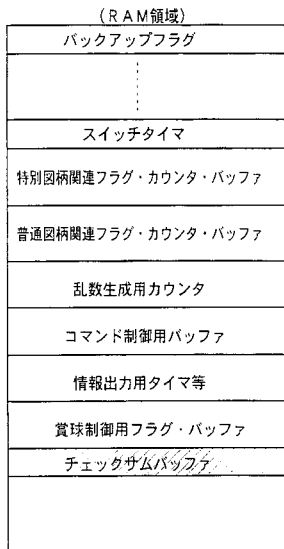 (RAM領域)
バックアップフラグ
スイッチタイマ
特別図柄関連フラグ・カウンタ・バッファ
普通図柄関連フラグ・カウンタ・バッファ
乱数生成用カウンタ
コマンド制御用バッファ
情報出力用タイマ等
賞球制御用フラグ・バッファ
チェックサムバッファ